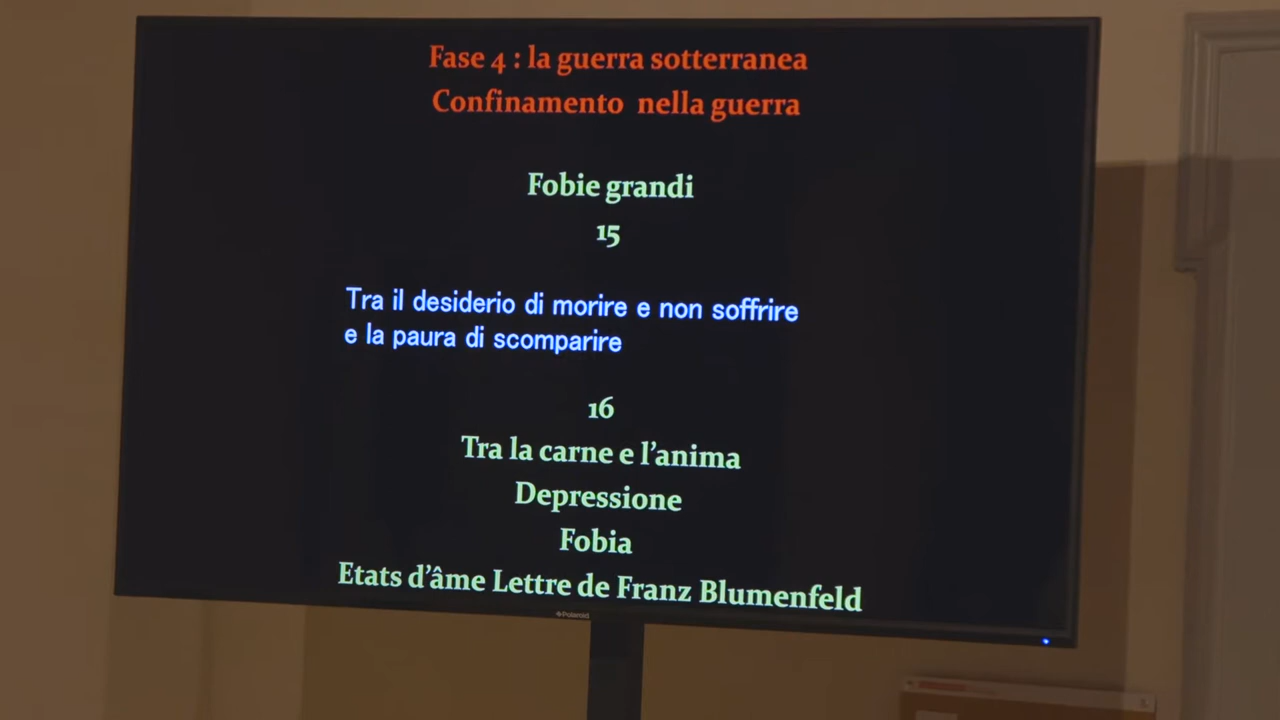 Fase 4 : la guerra sotterranea
Confinamento nella guerra
Fobie grandi
15
Tra il desiderio di morire e non soffrire
e la paura di scomparire
16
Tra la carne e l'anima
Depressione
Fobia
Etats d'âme Lettre de Franz Blumenfeld
Polaroid